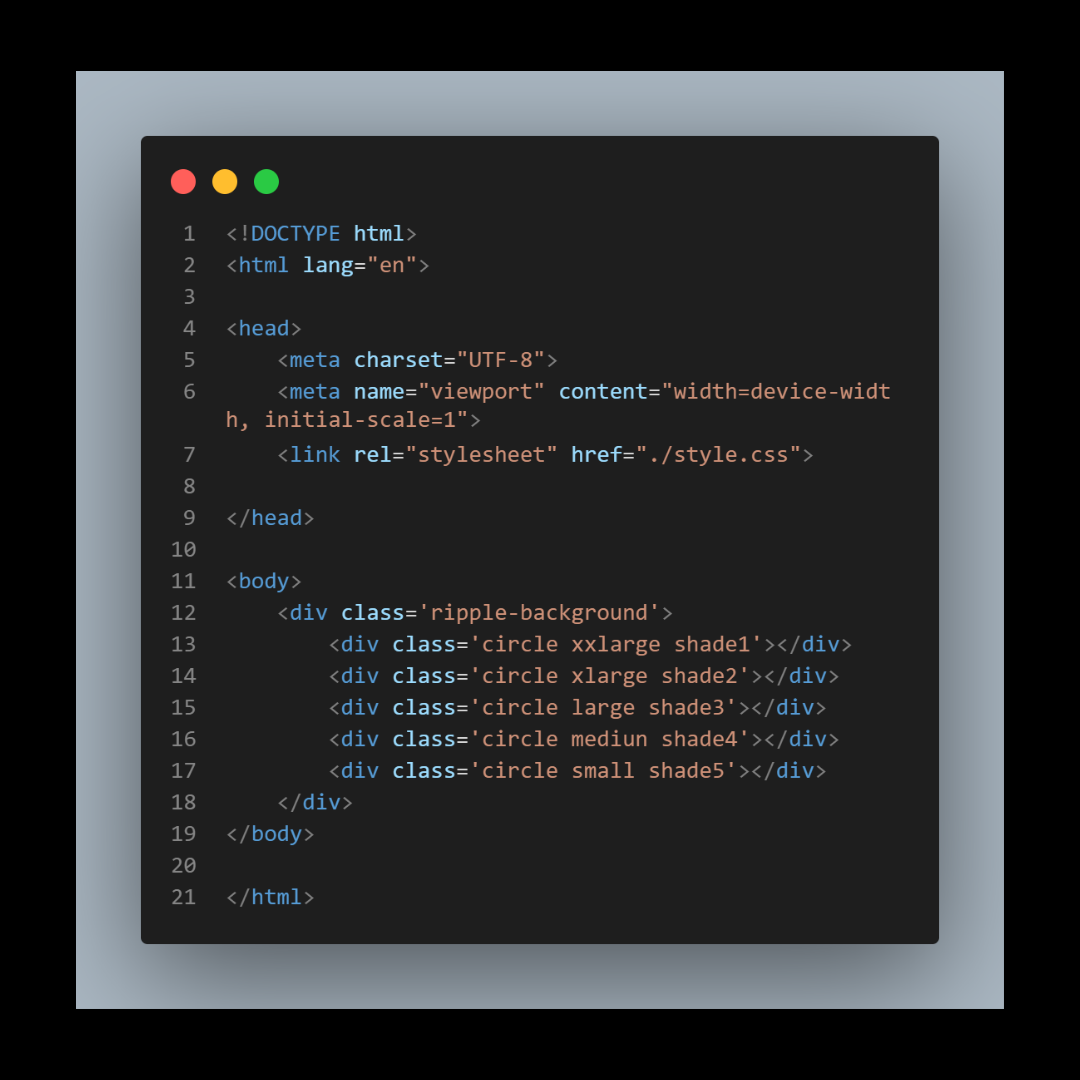 1 <!DOCTYPE html>
2 <html lang="en">
3
4 <head>
5     <meta charset="UTF-8">
6     <meta name="viewport" content="width=device-widt
h, initial-scale=1">
7     <link rel="stylesheet" href="./style.css">
8
9 </head>
10
11 <body>
12     <div class='ripple-background'>
13         <div class='circle xxlarge shade1'></div>
14         <div class='circle xlarge shade2'></div>
15         <div class='circle large shade3'></div>
16         <div class='circle mediun shade4'></div>
17         <div class='circle small shade5'></div>
18     </div>
19 </body>
20
21 </html>